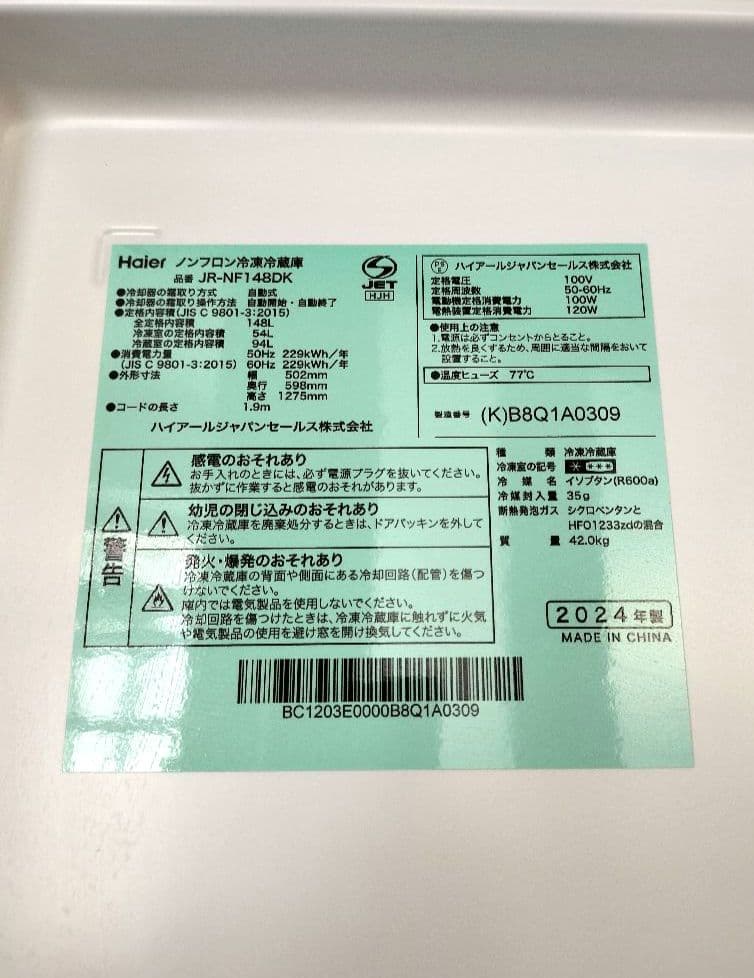 Haier ノンフロン冷凍冷蔵庫
品番 JR-NF148DK
●冷却器の霜取り方式 自動式
●冷却器の霜取り操作方法 自動開始・自動終了
●定格内容積(JIS C 9801-3:2015)
全定格内容積 148L
冷凍室の定格内容積 54L
冷蔵室の定格内容積 94L
●消費電力量 50Hz 229kWh/年
(JIS C 9801-3:2015) 60Hz 229kWh/年
●外形寸法 幅 502mm
奥行 598mm
高さ 1275mm
●コードの長さ 1.9m
ハイアールジャパンセールス株式会社
JET
HJH
PS
E
ハイアールジャパンセールス株式会社
定格電圧 100V
定格周波数 50-60Hz
電動機定格消費電力 100W
電熱装置定格消費電力 120W
●使用上の注意
1.電源は必ずコンセントからとること。
2.放熱を良くするため、周囲に適当な間隔をおいて
設置すること。
●温度ヒューズ 77℃
製造番号 (K)B8Q1A0309
警告
感電のおそれあり
お手入れのときには、必ず電源プラグを抜いてください。
抜かずに作業すると感電のおそれがあります。
幼児の閉じ込みのおそれあり
冷凍冷蔵庫を廃棄処分するときは、ドアパッキンを外して
ください。
発火・爆発のおそれあり
冷凍冷蔵庫の背面や側面にある冷却回路(配管)を傷つ
けないでください。
庫内では電気製品を使用しないでください。
冷却回路を傷つけたときは、冷凍冷蔵庫に触れずに火気
や電気製品の使用を避け窓を開け換気してください。
種類 冷凍冷蔵庫
冷凍室の記号 * ***
冷媒名 イソブタン(R600a)
冷媒封入量 35g
断熱発泡ガス シクロペンタンと
HFO1233zdの混合
質量 42.0kg
2024年製
MADE IN CHINA
BC1203E0000B8Q1A0309